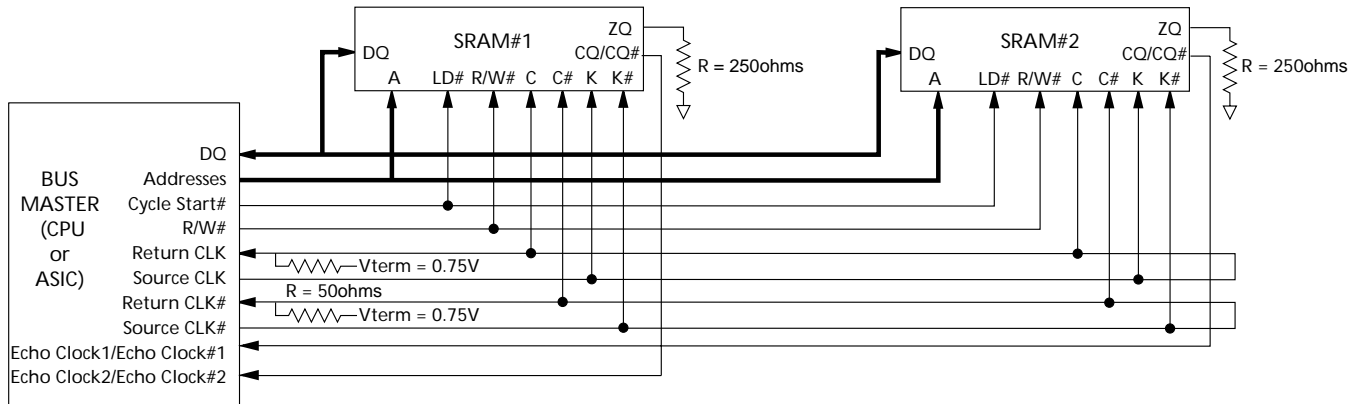 ZQ
SRAM#1
DQ
CQ/CQ#
A LD# R/W# C C# K K#
R = 250ohms
ZQ
SRAM#2
DQ
CQ/CQ#
A LD# R/W# C C# K K#
R = 250ohms
BUS
MASTER
(CPU
or
ASIC)
DQ
Addresses
Cycle Start#
R/W#
Return CLK
Vterm = 0.75V
Source CLK
R = 50ohms
Return CLK#
Vterm = 0.75V
Source CLK#
Echo Clock1/Echo Clock#1
Echo Clock2/Echo Clock#2